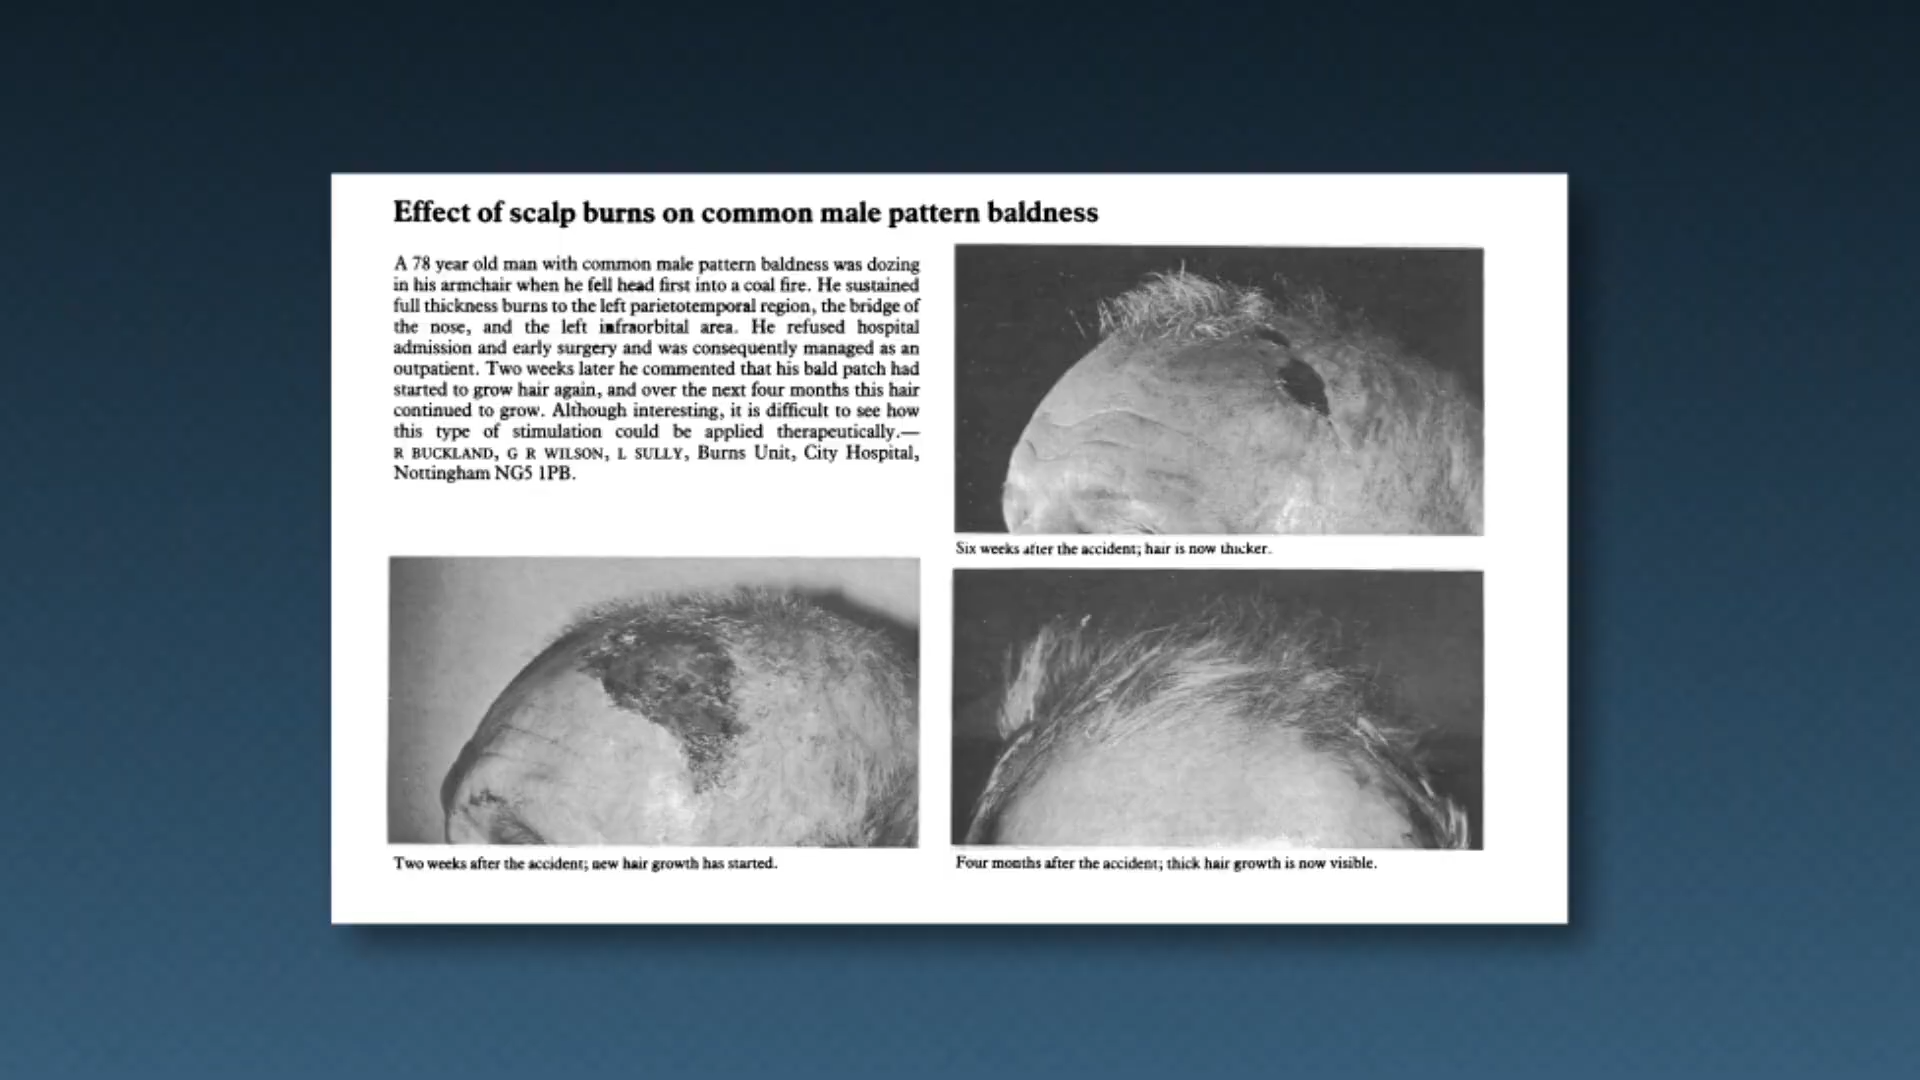 Effect of scalp burns on common male pattern baldness
A 78 year old man with common male pattern baldness was dozing
in his armchair when he fell head first into a coal fire. He sustained
full thickness burns to the left parietotemporal region, the bridge of
the nose, and the left infraorbital area. He refused hospital
admission and early surgery and was consequently managed as an
outpatient. Two weeks later he commented that his bald patch had
started to grow hair again, and over the next four months this hair
continued to grow. Although interesting, it is difficult to see how
this type of stimulation could be applied therapeutically.—
R BUCKLAND, G R WILSON, L SULLY, Burns Unit, City Hospital,
Nottingham NG5 1PB.
Two weeks after the accident; new hair growth has started.
Six weeks after the accident; hair is now thicker.
Four months after the accident; thick hair growth is now visible.